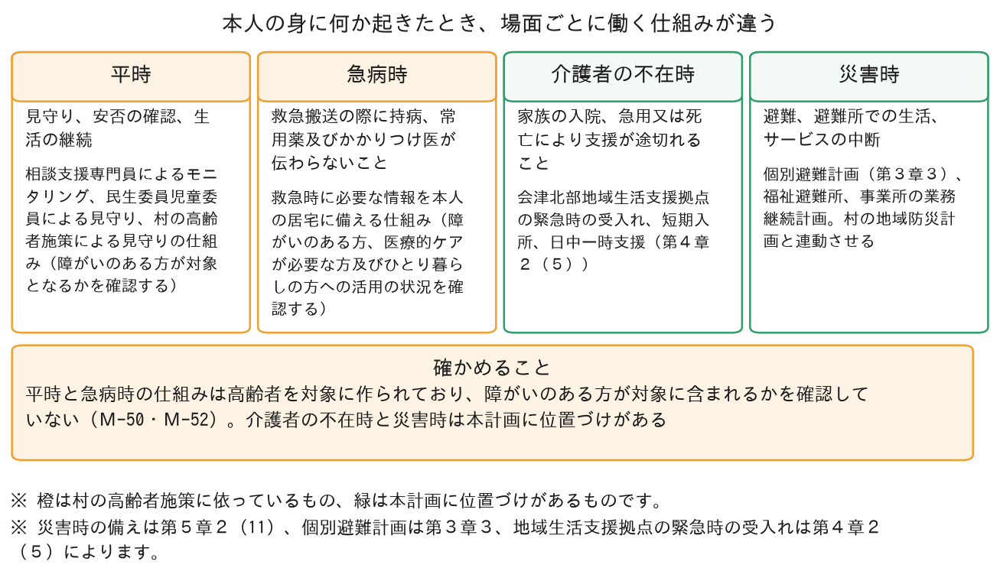 本人の身に何か起きたとき、場面ごとに働く仕組みが違う
平時
見守り、安否の確認、生
活の継続
相談支援専門員によるモニ
タリング、民生委員児童委
員による見守り、村の高齢
者施策による見守りの仕組
み（障がいのある方が対象
となるかを確認する）
急病時
救急搬送の際に持病、常
用薬及びかかりつけ医が
伝わらないこと
救急時に必要な情報を本人
の居宅に備える仕組み（障
がいのある方、医療的ケア
が必要な方及びひとり暮ら
しの方への活用の状況を確
認する）
介護者の不在時
家族の入院、急用又は死
亡により支援が途切れる
こと
会津北部地域生活支援拠点
の緊急時の受入れ、短期入
所、日中一時支援（第４章
２（５））
災害時
避難、避難所での生活、
サービスの中断
個別避難計画（第３章３）、
福祉避難所、事業所の業務
継続計画。村の地域防災計
画と連動させる
確かめること
平時と急病時の仕組みは高齢者を対象に作られており、障がいのある方が対象に含まれるかを確認して
いない（M-50・M-52）。介護者の不在時と災害時は本計画に位置づけがある
※ 橙は村の高齢者施策に依っているもの、緑は本計画に位置づけがあるものです。
※ 災害時の備えは第５章２（11）、個別避難計画は第３章３、地域生活支援拠点の緊急時の受入れは第４章２
（５）によります。